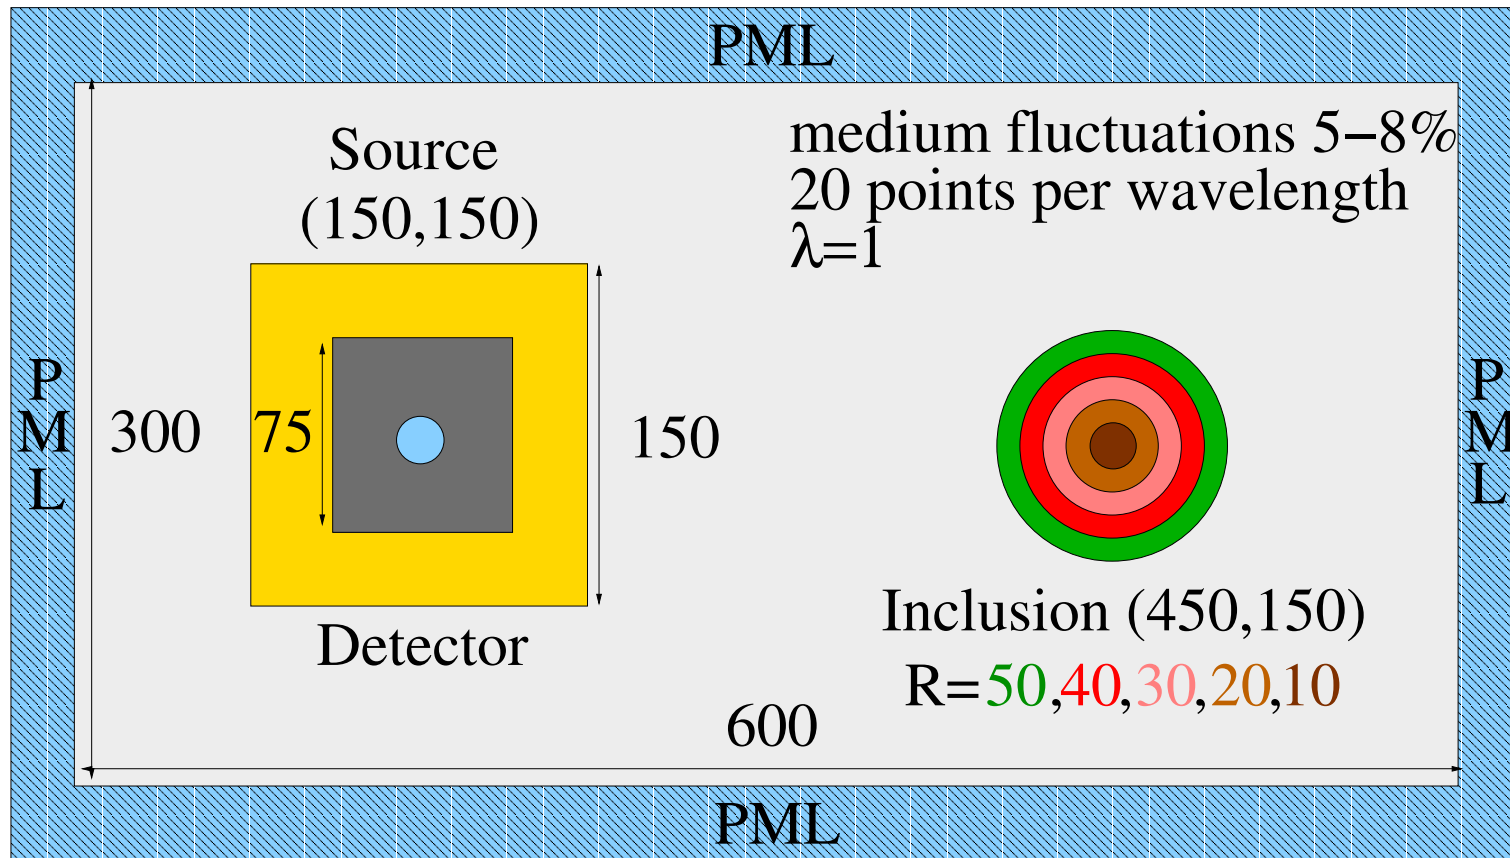 PML
Source
(150,150)
medium fluctuations 5−8%
20 points per wavelength
λ=1
P
M
L
300
75
150
P
M
L
Detector
Inclusion (450,150)
R=50,40,30,20,10
600
PML